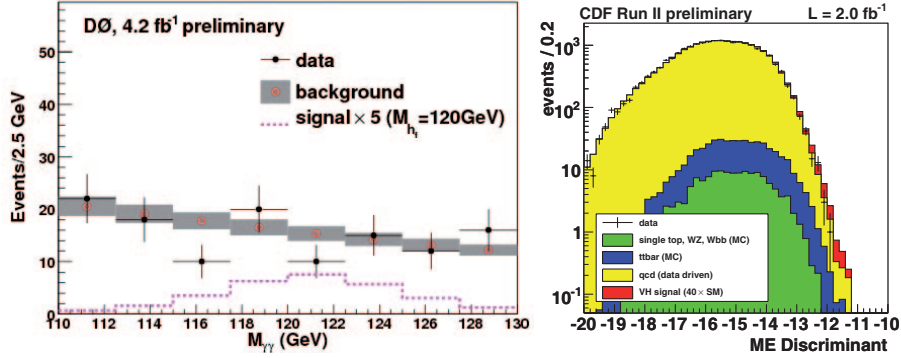 DØ, 4.2 fb⁻¹ preliminary
data
background
signal × 5 (M_hf=120GeV)
Events/2.5 GeV
50
40
30
20
10
0
110 112 114 116 118 120 122 124 126 128 130
Mγγ (GeV)
CDF Run II preliminary L = 2.0 fb⁻¹
events / 0.2
10³
10²
10
1
10⁻¹
data
single top, WZ, Wbb (MC)
ttbar (MC)
qcd (data driven)
VH signal (40× SM)
-20 -19 -18 -17 -16 -15 -14 -13 -12 -11 -10
ME Discriminant